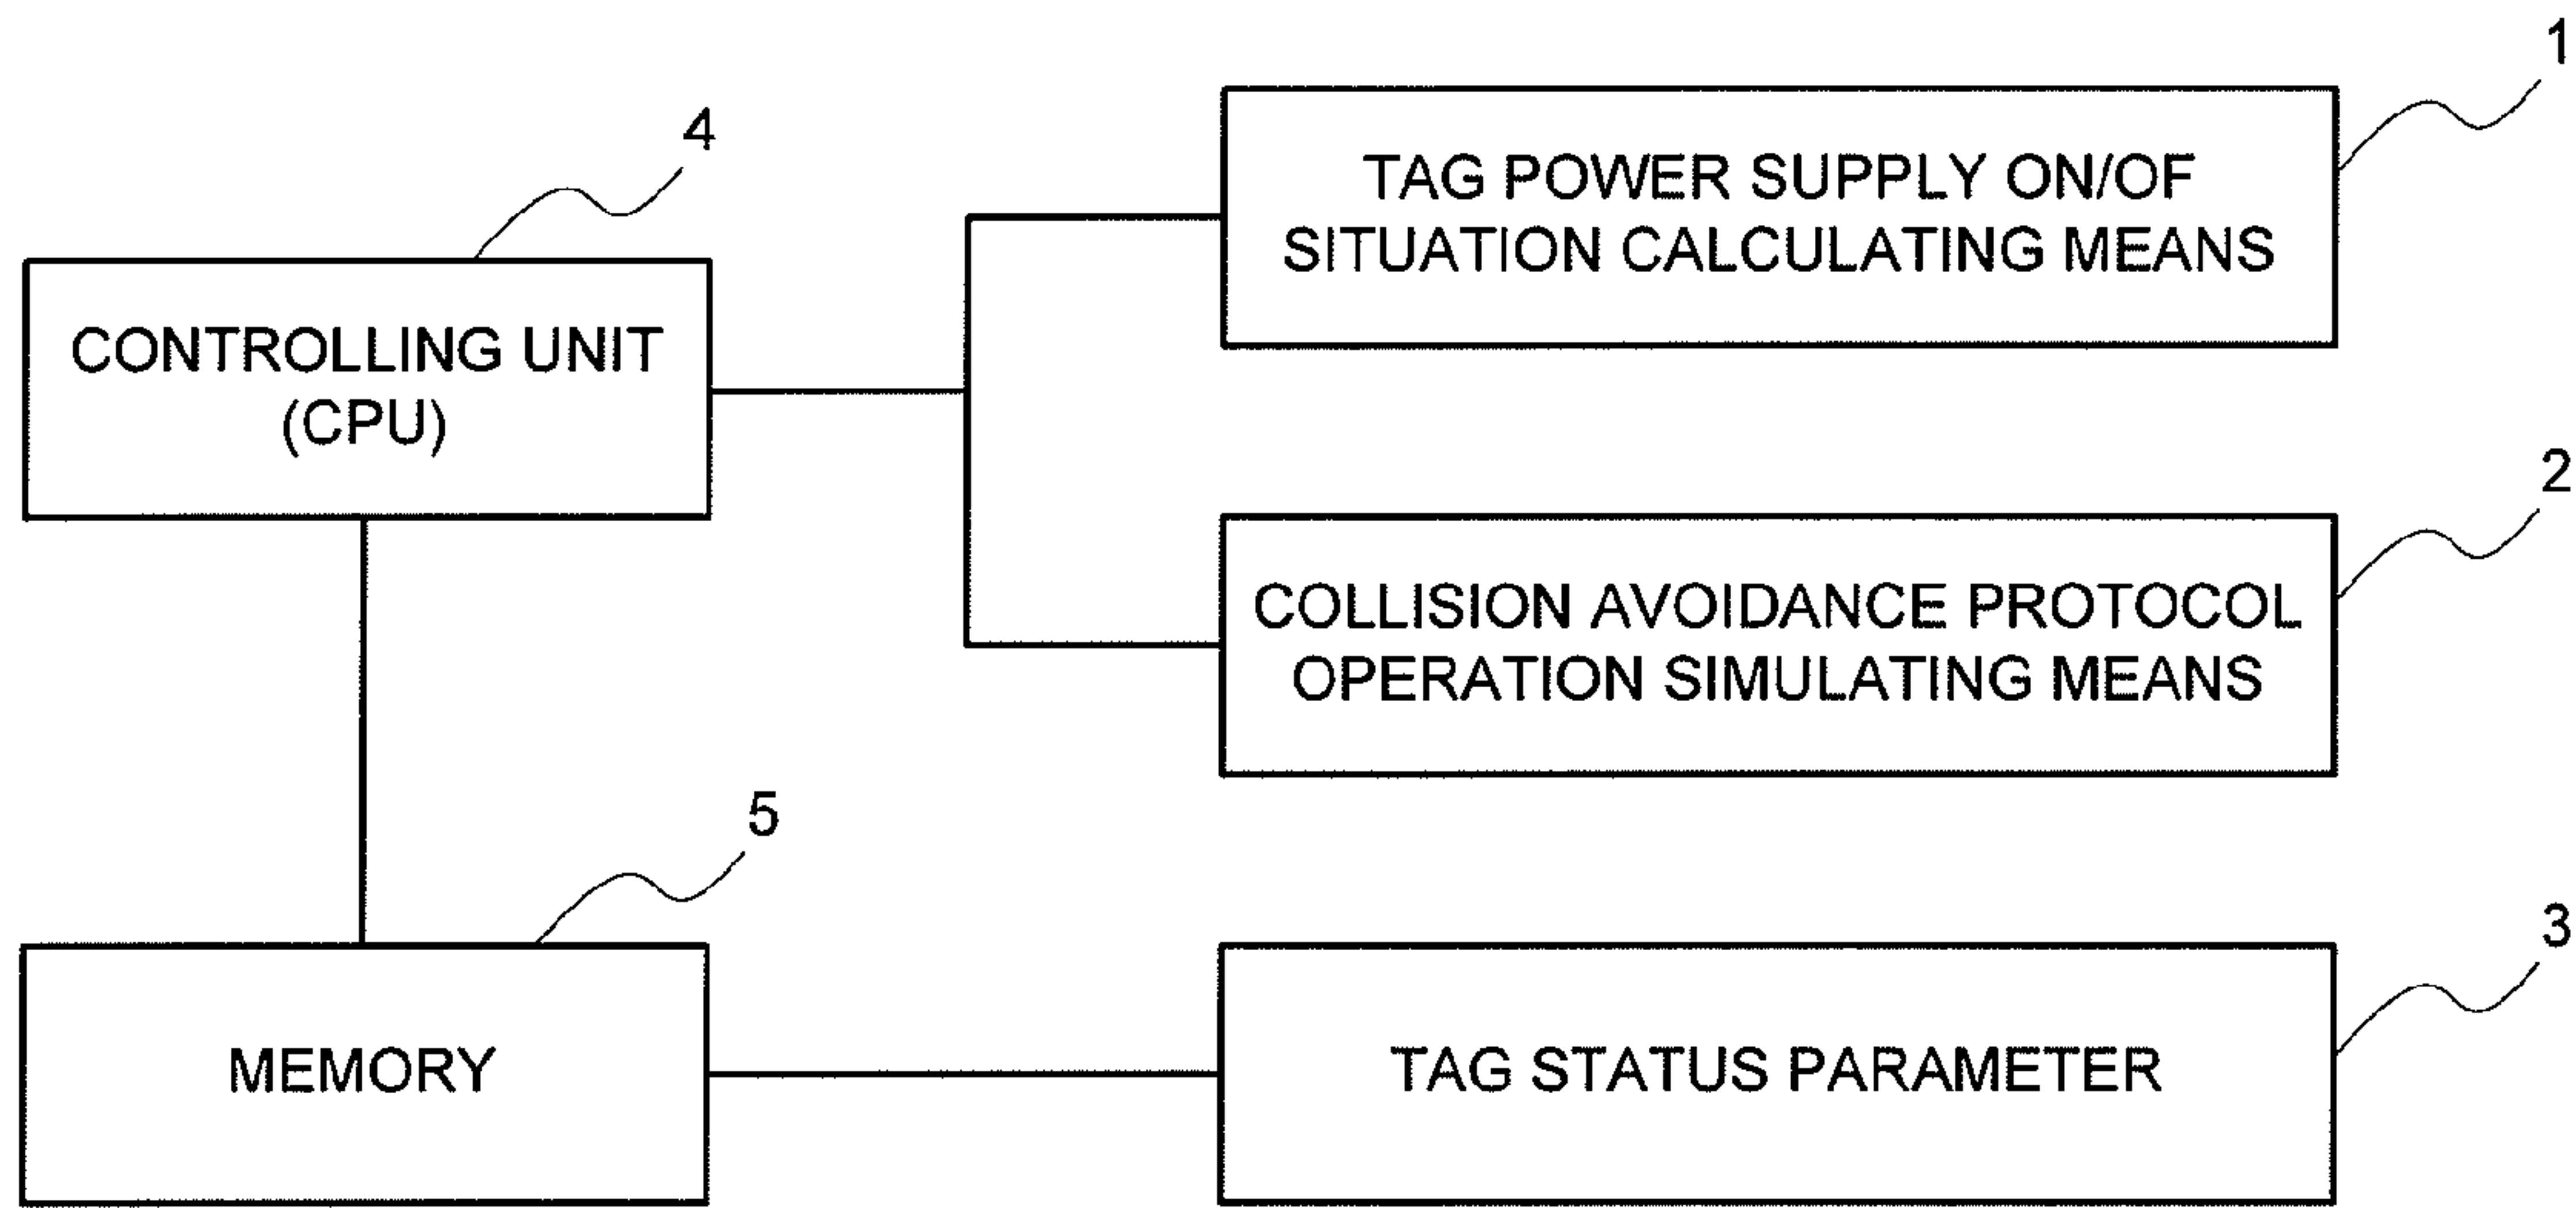 1
TAG POWER SUPPLY ON/OF
SITUATION CALCULATING MEANS
4
CONTROLLING UNIT
(CPU)
2
COLLISION AVOIDANCE PROTOCOL
OPERATION SIMULATING MEANS
5
MEMORY
3
TAG STATUS PARAMETER